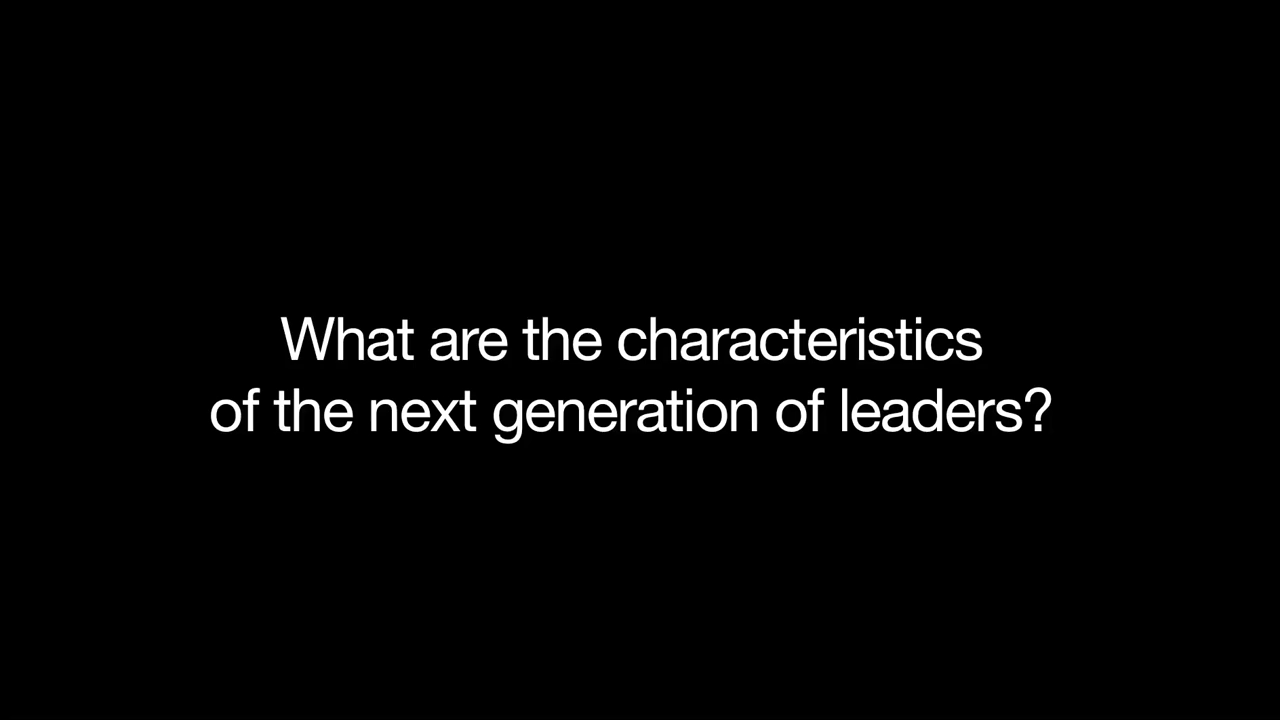 What are the characteristics
of the next generation of leaders?